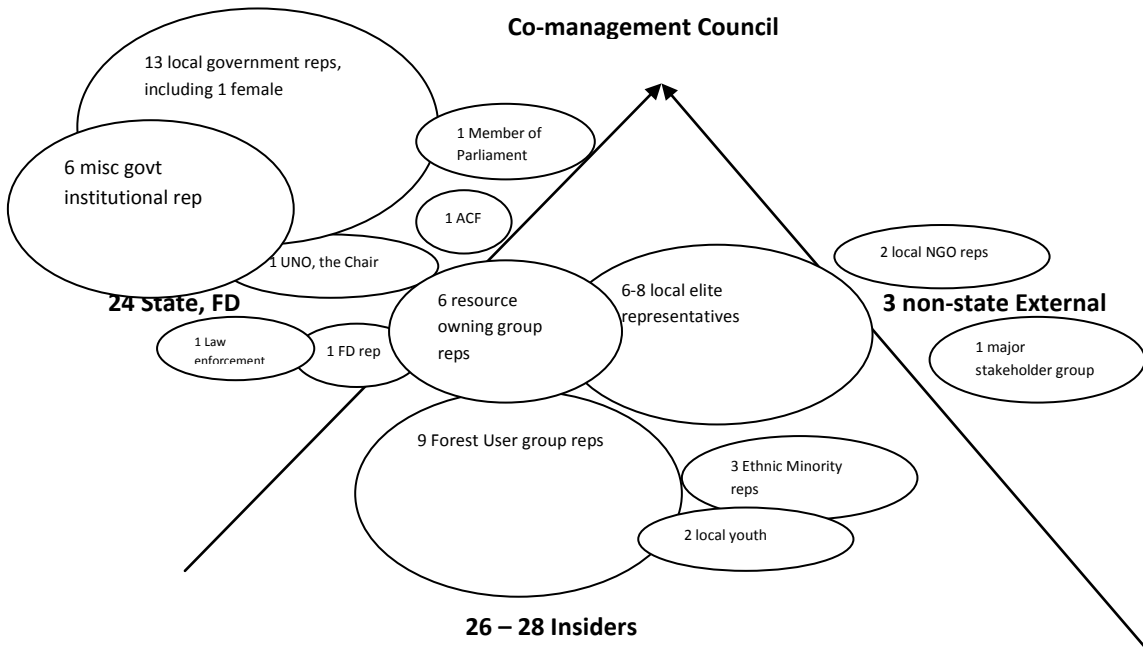 Co-management Council
13 local government reps,
including 1 female
1 Member of
Parliament
6 misc govt
institutional rep
1 ACF
1 UNO, the Chair
2 local NGO reps
24 State, FD
6 resource
owning group
reps
6-8 local elite
representatives
3 non-state External
1 Law
enforcement
1 FD rep
1 major
stakeholder group
9 Forest User group reps
3 Ethnic Minority
reps
2 local youth
26 – 28 Insiders